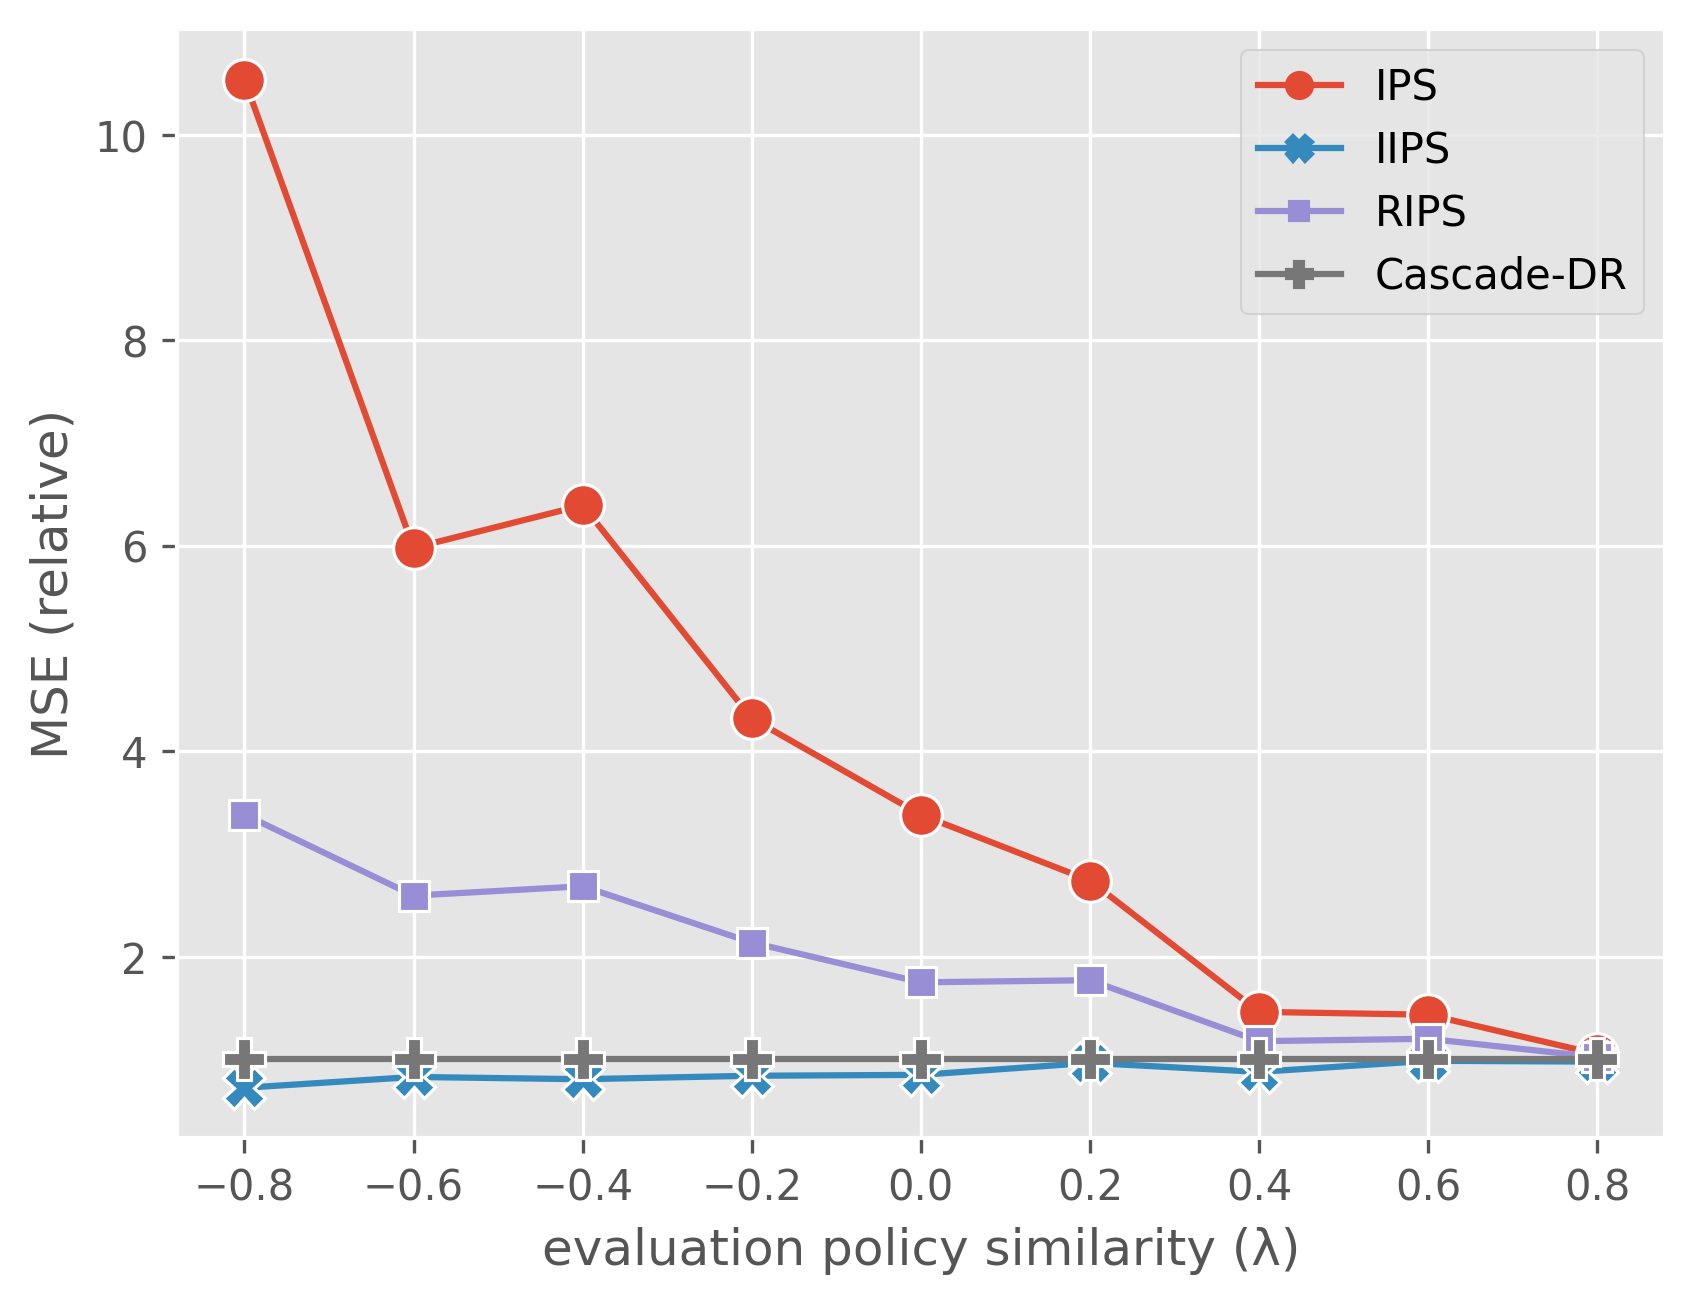 IPS
IIPS
RIPS
Cascade-DR
MSE (relative)
10
8
6
4
2
−0.8 −0.6 −0.4 −0.2 0.0 0.2 0.4 0.6 0.8
evaluation policy similarity (λ)